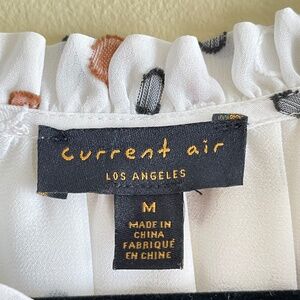 current air
LOS ANGELES
M
MADE IN
CHINA
FABRIQUÉ
EN CHINE